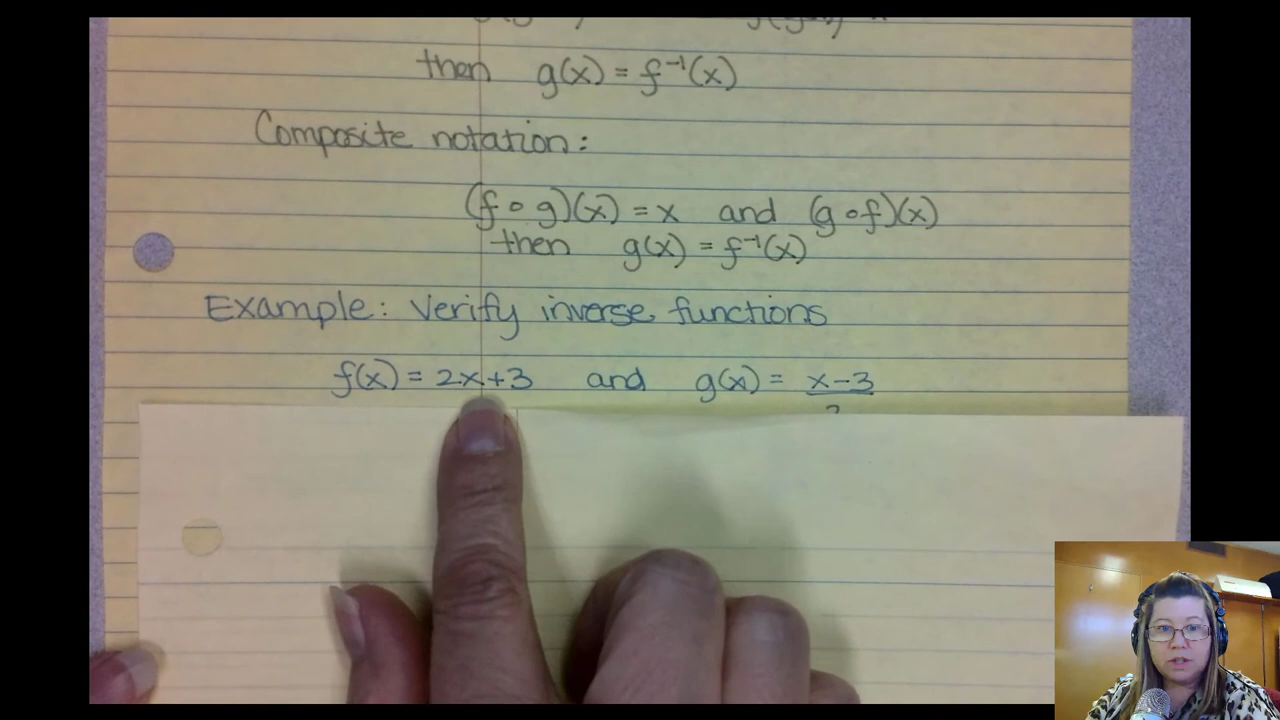 then g(x) = f⁻¹(x)
Composite notation:
(f ∘ g)(x) = x and (g ∘ f)(x)
then g(x) = f⁻¹(x)
Example: Verify inverse functions
f(x) = 2x+3 and g(x) = x-3